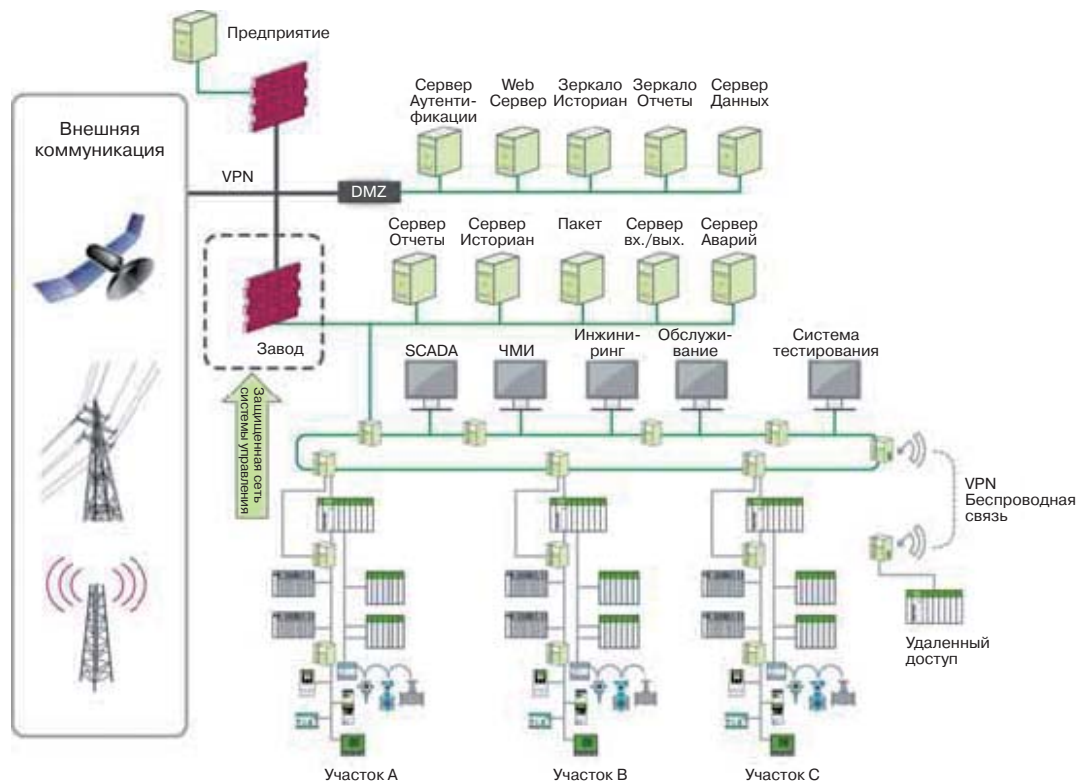 Предприятие
Внешняя
коммуникация
VPN
DMZ
Сервер
Аутенти-
фикации
Web
Сервер
Зеркало
Историан
Зеркало
Отчеты
Сервер
Данных
Сервер
Отчеты
Сервер
Историан
Пакет
Сервер
вх./вых.
Сервер
Аварий
Завод
Защищенная сеть
системы управления
SCADA
ЧМИ
Инжини-
ринг
Обслужи-
вание
Система
тестирования
VPN
Беспроводная
связь
Удаленный
доступ
Участок А
Участок В
Участок С